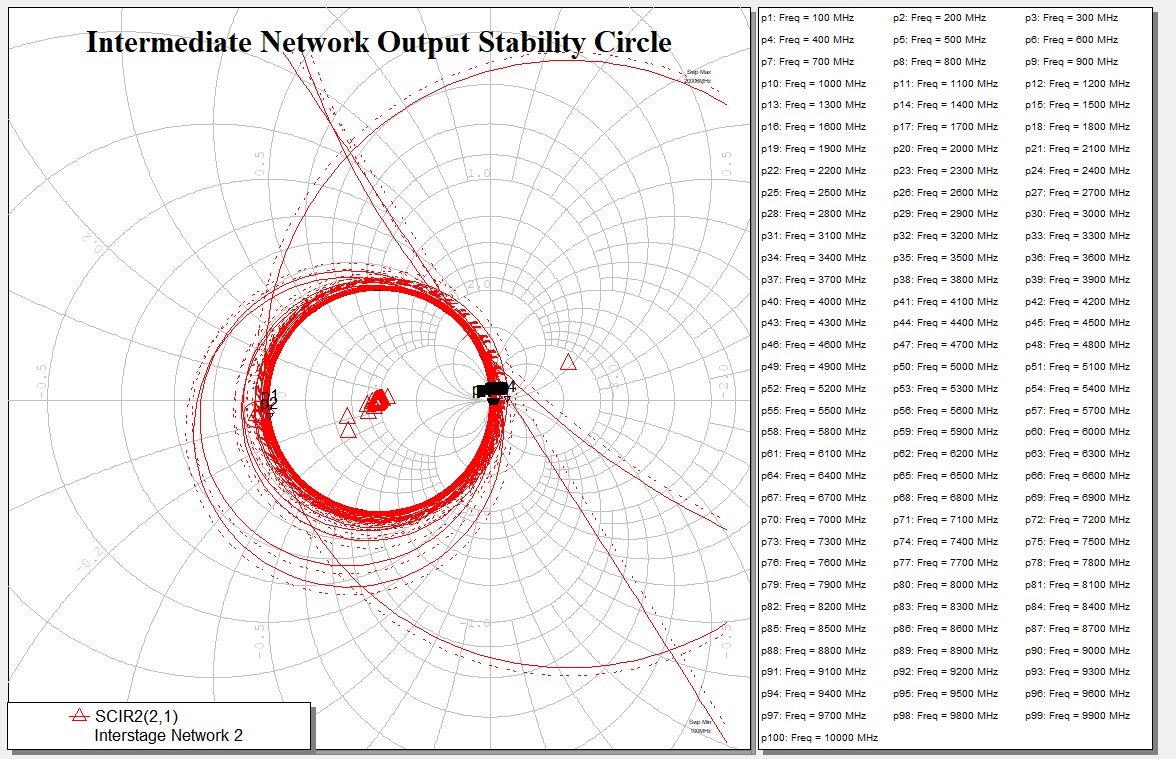 Intermediate Network Output Stability Circle
Swp Max
1.0
0.5
0.5
0.2
2.0
-0.5
-2.0
0
-0.2
-1.0
-0.5
-0.5
Swp Min
100MHz
SCIR2(2,1)
Interstage Network 2
p1: Freq = 100 MHz p2: Freq = 200 MHz p3: Freq = 300 MHz
p4: Freq = 400 MHz p5: Freq = 500 MHz p6: Freq = 600 MHz
p7: Freq = 700 MHz p8: Freq = 800 MHz p9: Freq = 900 MHz
p10: Freq = 1000 MHz p11: Freq = 1100 MHz p12: Freq = 1200 MHz
p13: Freq = 1300 MHz p14: Freq = 1400 MHz p15: Freq = 1500 MHz
p16: Freq = 1600 MHz p17: Freq = 1700 MHz p18: Freq = 1800 MHz
p19: Freq = 1900 MHz p20: Freq = 2000 MHz p21: Freq = 2100 MHz
p22: Freq = 2200 MHz p23: Freq = 2300 MHz p24: Freq = 2400 MHz
p25: Freq = 2500 MHz p26: Freq = 2600 MHz p27: Freq = 2700 MHz
p28: Freq = 2800 MHz p29: Freq = 2900 MHz p30: Freq = 3000 MHz
p31: Freq = 3100 MHz p32: Freq = 3200 MHz p33: Freq = 3300 MHz
p34: Freq = 3400 MHz p35: Freq = 3500 MHz p36: Freq = 3600 MHz
p37: Freq = 3700 MHz p38: Freq = 3800 MHz p39: Freq = 3900 MHz
p40: Freq = 4000 MHz p41: Freq = 4100 MHz p42: Freq = 4200 MHz
p43: Freq = 4300 MHz p44: Freq = 4400 MHz p45: Freq = 4500 MHz
p46: Freq = 4600 MHz p47: Freq = 4700 MHz p48: Freq = 4800 MHz
p49: Freq = 4900 MHz p50: Freq = 5000 MHz p51: Freq = 5100 MHz
p52: Freq = 5200 MHz p53: Freq = 5300 MHz p54: Freq = 5400 MHz
p55: Freq = 5500 MHz p56: Freq = 5600 MHz p57: Freq = 5700 MHz
p58: Freq = 5800 MHz p59: Freq = 5900 MHz p60: Freq = 6000 MHz
p61: Freq = 6100 MHz p62: Freq = 6200 MHz p63: Freq = 6300 MHz
p64: Freq = 6400 MHz p65: Freq = 6500 MHz p66: Freq = 6600 MHz
p67: Freq = 6700 MHz p68: Freq = 6800 MHz p69: Freq = 6900 MHz
p70: Freq = 7000 MHz p71: Freq = 7100 MHz p72: Freq = 7200 MHz
p73: Freq = 7300 MHz p74: Freq = 7400 MHz p75: Freq = 7500 MHz
p76: Freq = 7600 MHz p77: Freq = 7700 MHz p78: Freq = 7800 MHz
p79: Freq = 7900 MHz p80: Freq = 8000 MHz p81: Freq = 8100 MHz
p82: Freq = 8200 MHz p83: Freq = 8300 MHz p84: Freq = 8400 MHz
p85: Freq = 8500 MHz p86: Freq = 8600 MHz p87: Freq = 8700 MHz
p88: Freq = 8800 MHz p89: Freq = 8900 MHz p90: Freq = 9000 MHz
p91: Freq = 9100 MHz p92: Freq = 9200 MHz p93: Freq = 9300 MHz
p94: Freq = 9400 MHz p95: Freq = 9500 MHz p96: Freq = 9600 MHz
p97: Freq = 9700 MHz p98: Freq = 9800 MHz p99: Freq = 9900 MHz
p100: Freq = 10000 MHz